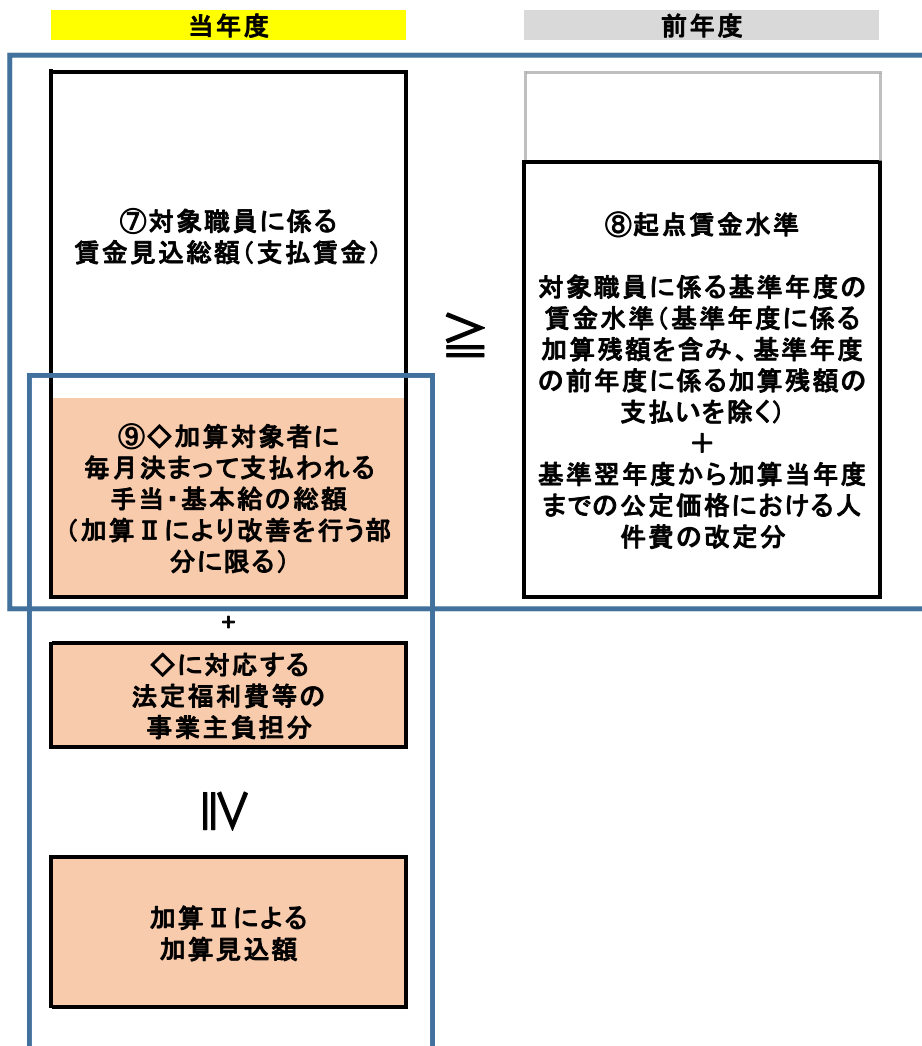 当年度
前年度
⑦対象職員に係る
賃金見込総額(支払賃金)
≧
⑧起点賃金水準
対象職員に係る基準年度の
賃金水準(基準年度に係る
加算残額を含み、基準年度
の前年度に係る加算残額の
支払いを除く)
+
基準翌年度から加算当年度
までの公定価格における人
件費の改定分
⑨◇加算対象者に
毎月決まって支払われる
手当・基本給の総額
(加算Ⅱにより改善を行う部
分に限る)
+
◇に対応する
法定福利費等の
事業主負担分
≧
加算Ⅱによる
加算見込額